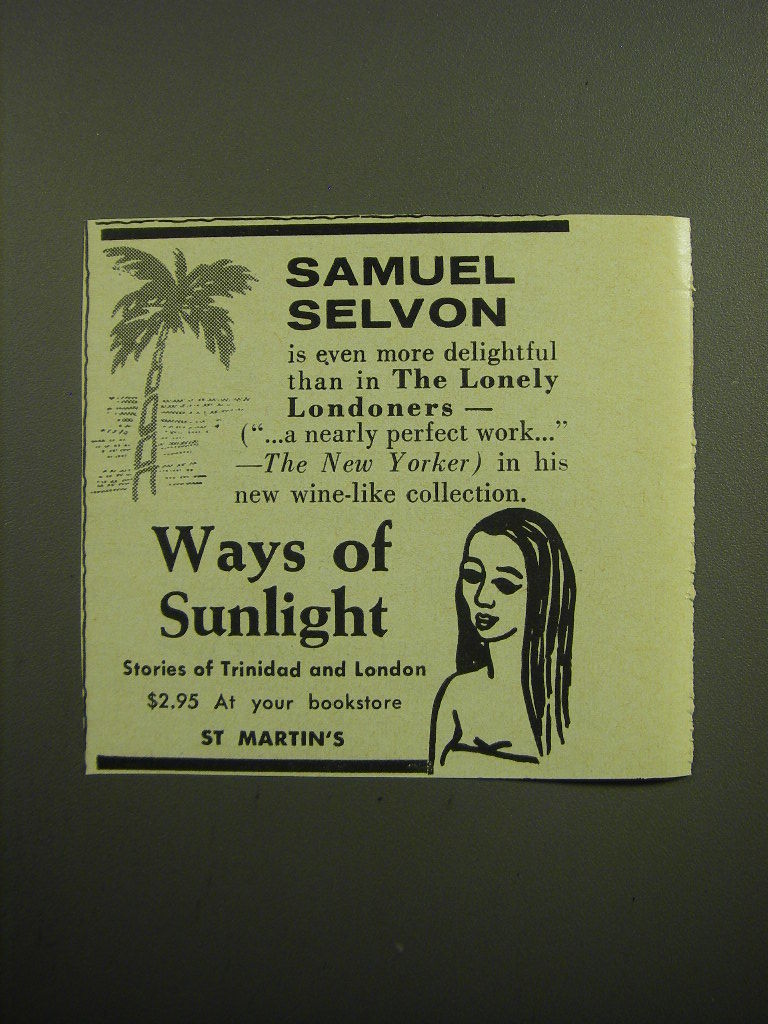 SAMUEL
SELVON
is even more delightful
than in The Lonely
Londoners —
("...a nearly perfect work..."
—The New Yorker) in his
new wine-like collection.
Ways of
Sunlight
Stories of Trinidad and London
$2.95 At your bookstore
ST MARTIN'S